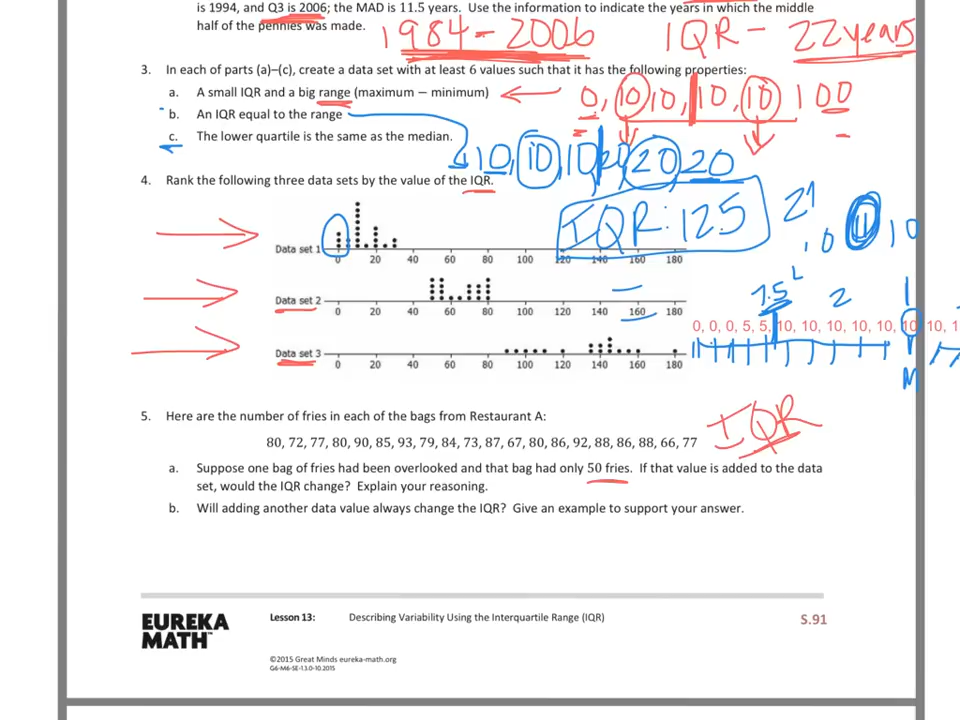 is 1994, and Q3 is 2006; the MAD is 11.5 years. Use the information to indicate the years in which the middle
half of the pennies was made.
1984 - 2006 IQR - 22 years
3. In each of parts (a)–(c), create a data set with at least 6 values such that it has the following properties:
a. A small IQR and a big range (maximum − minimum)
0, 10, 10, 10, 10 100
b. An IQR equal to the range
c. The lower quartile is the same as the median.
10, 10, 10 20, 20, 20
4. Rank the following three data sets by the value of the IQR.
IQR: 12.5 21
10 11 10
Data set 1
0 20 40 60 80 100 120 140 160 180
7.5 2
Data set 2
0 20 40 60 80 100 120 140 160 180
0, 0, 0, 5, 5, 10, 10, 10, 10, 10, 10, 10, 1
Data set 3
0 20 40 60 80 100 120 140 160 180
M
5. Here are the number of fries in each of the bags from Restaurant A:
IQR
80, 72, 77, 80, 90, 85, 93, 79, 84, 73, 87, 67, 80, 86, 92, 88, 86, 88, 66, 77
a. Suppose one bag of fries had been overlooked and that bag had only 50 fries. If that value is added to the data
set, would the IQR change? Explain your reasoning.
b. Will adding another data value always change the IQR? Give an example to support your answer.
EUREKA
MATH™
Lesson 13: Describing Variability Using the Interquartile Range (IQR)
S.91
©2015 Great Minds eureka-math.org
G6-M6-SE-1.3.0-10.2015